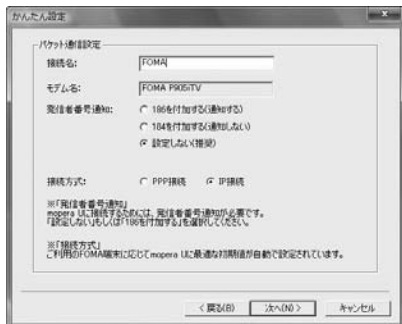 かんたん設定
パケット通信設定
接続名: FOMA
モデム名: FOMA P905iTV
発信者番号通知: 186を付加する(通知する)
184を付加する(通知しない)
設定しない(推奨)
接続方式: PPP接続 IP接続
※「発信者番号通知」
mopera Uに接続するためには、発信者番号通知が必要です。
「設定しない」もしくは「186を付加する」を選択してください。
※「接続方式」
ご利用のFOMA端末に応じてmopera Uに最適な初期値が自動で設定されています。
< 戻る(B) 次へ(N) > キャンセル